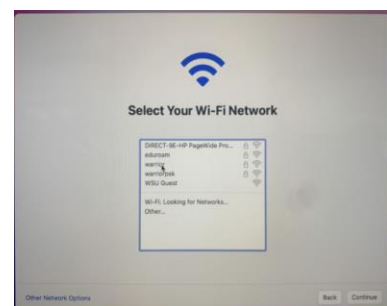 Select Your Wi-Fi Network
DIRECT-8E-HP PageWide Pro...
eduroam
warrior
warriorpsk
WSU Guest
Wi-Fi: Looking for Networks...
Other...
Other Network Options
Back
Continue